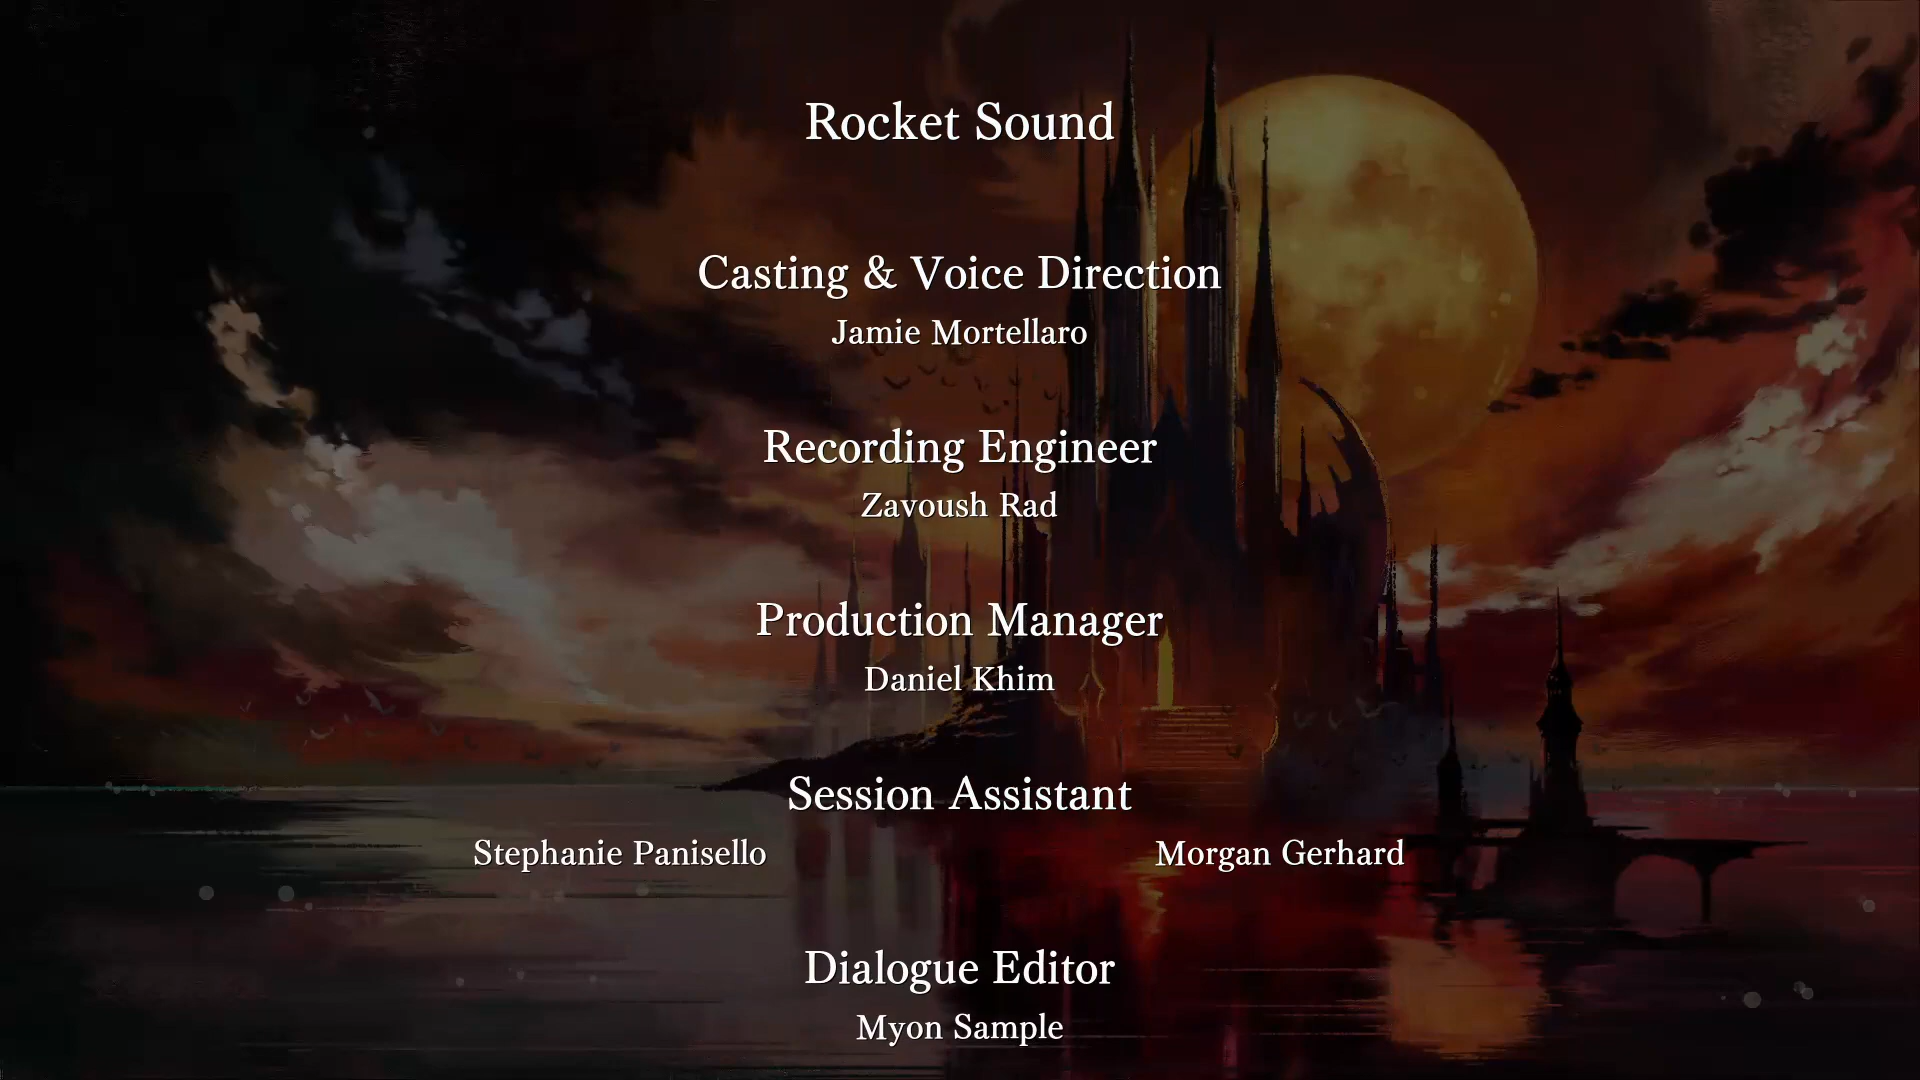 Rocket Sound
Casting & Voice Direction
Jamie Mortellaro
Recording Engineer
Zavoush Rad
Production Manager
Daniel Khim
Session Assistant
Stephanie Panisello Morgan Gerhard
Dialogue Editor
Myon Sample